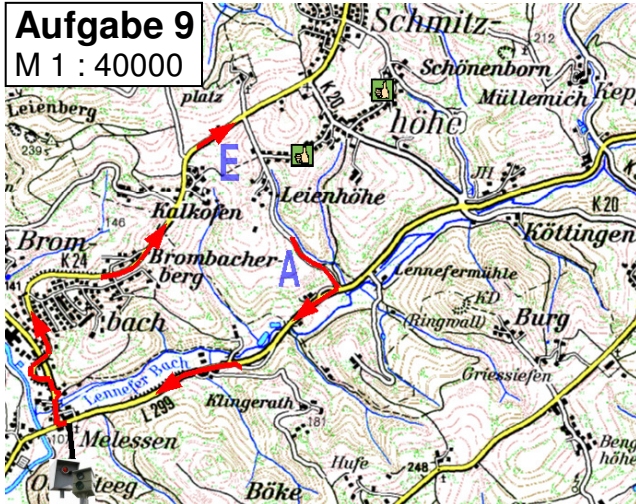 Aufgabe 9
M 1 : 40000
Schmitz-
höhe
212
Schönenborn
Müllemich
Kep
platz
K 20
Leienberg
239
E
Leienhöhe
JH
Kalkofen
K 20
Köttingen
146
Brom-
K 24
Brombacher-
berg
A
Lennefermühle
141
bach
KD
(Ringwall)
Burg
Griessiefen
Lennefer Bach
L 299
Klingerath
181
107
Melessen
Hufe
248
Beng
höhe
steeg
Böke